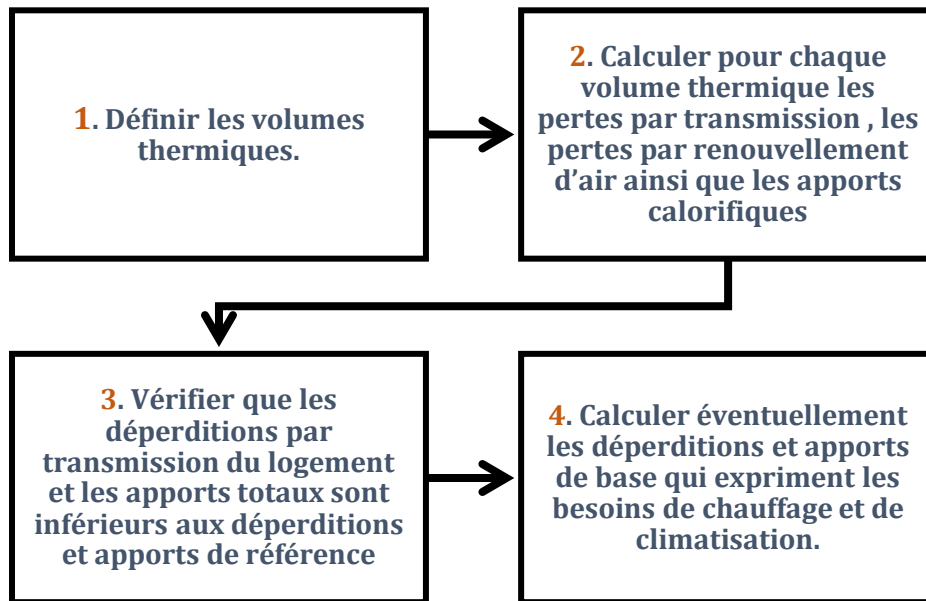 1. Définir les volumes
thermiques.
2. Calculer pour chaque
volume thermique les
pertes par transmission , les
pertes par renouvellement
d’air ainsi que les apports
calorifiques
3. Vérifier que les
déperditions par
transmission du logement
et les apports totaux sont
inférieurs aux déperditions
et apports de référence
4. Calculer éventuellement
les déperditions et apports
de base qui expriment les
besoins de chauffage et de
climatisation.